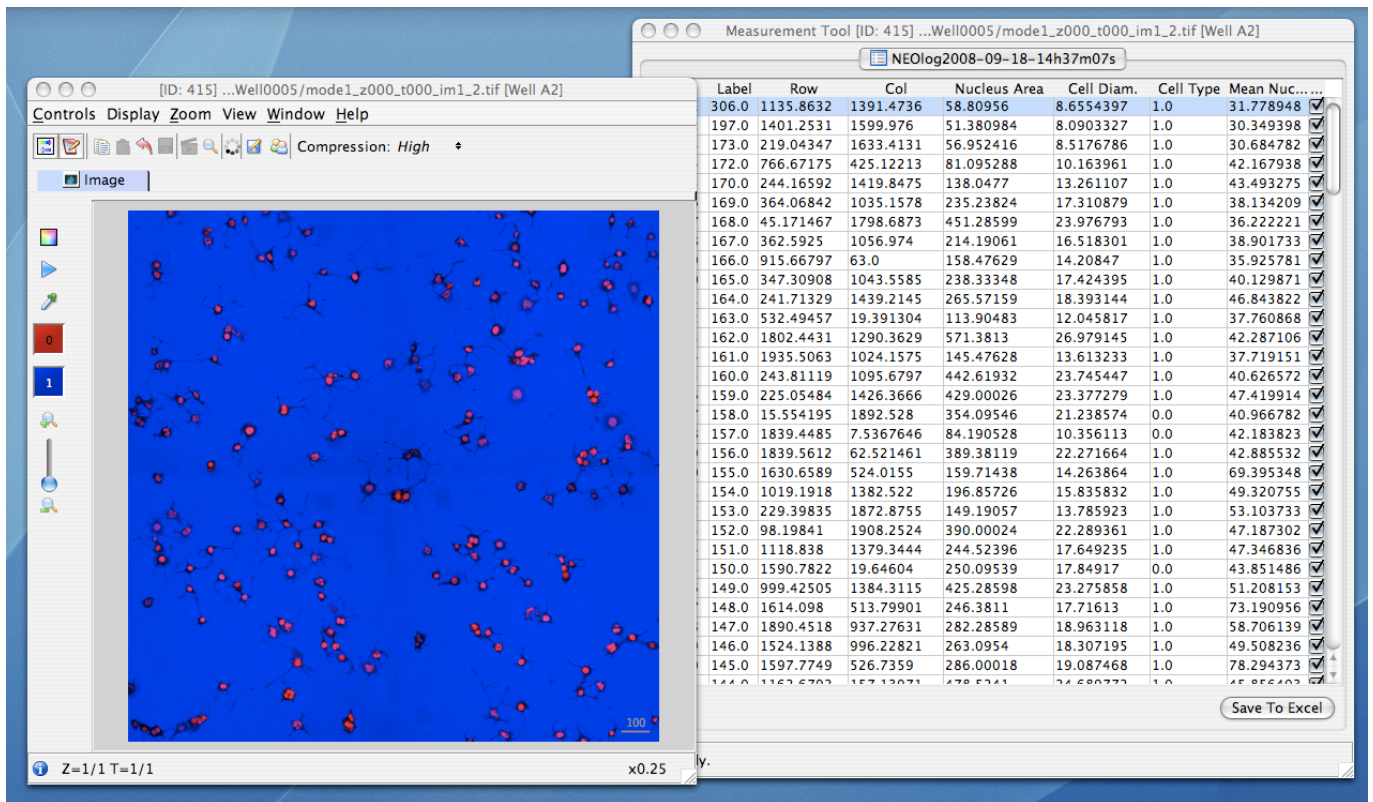 Measurement Tool [ID: 415] ...Well0005/mode1_z000_t000_im1_2.tif [Well A2]
NEOlog2008-09-18-14h37m07s
[ID: 415] ...Well0005/mode1_z000_t000_im1_2.tif [Well A2]
Controls Display Zoom View Window Help
Compression: High
Image
0
1
100
Z=1/1 T=1/1
x0.25
Label Row Col Nucleus Area Cell Diam. Cell Type Mean Nuc... ...
306.0 1135.8632 1391.4736 58.80956 8.6554397 1.0 31.778948
197.0 1401.2531 1599.976 51.380984 8.0903327 1.0 30.349398
173.0 219.04347 1633.4131 56.952416 8.5176786 1.0 30.684782
172.0 766.67175 425.12213 81.095288 10.163961 1.0 42.167938
170.0 244.16592 1419.8475 138.0477 13.261107 1.0 43.493275
169.0 364.06842 1035.1578 235.23824 17.310879 1.0 38.134209
168.0 45.171467 1798.6873 451.28599 23.976793 1.0 36.222221
167.0 362.5925 1056.974 214.19061 16.518301 1.0 38.901733
166.0 915.66797 63.0 158.47629 14.20847 1.0 35.925781
165.0 347.30908 1043.5585 238.33348 17.424395 1.0 40.129871
164.0 241.71329 1439.2145 265.57159 18.393144 1.0 46.843822
163.0 532.49457 19.391304 113.90483 12.045817 1.0 37.760868
162.0 1802.4431 1290.3629 571.3813 26.979145 1.0 42.287106
161.0 1935.5063 1024.1575 145.47628 13.613233 1.0 37.719151
160.0 243.81119 1095.6797 442.61932 23.745447 1.0 40.626572
159.0 225.05484 1426.3666 429.00026 23.377279 1.0 47.419914
158.0 15.554195 1892.528 354.09546 21.238574 0.0 40.966782
157.0 1839.4485 7.5367646 84.190528 10.356113 0.0 42.183823
156.0 1839.5612 62.521461 389.38119 22.271664 1.0 42.885532
155.0 1630.6589 524.0155 159.71438 14.263864 1.0 69.395348
154.0 1019.1918 1382.522 196.85726 15.835832 1.0 49.320755
153.0 229.39835 1872.8755 149.19057 13.785923 1.0 53.103733
152.0 98.19841 1908.2524 390.00024 22.289361 1.0 47.187302
151.0 1118.838 1379.3444 244.52396 17.649235 1.0 47.346836
150.0 1590.7822 19.64604 250.09539 17.84917 0.0 43.851486
149.0 999.42505 1384.3115 425.28598 23.275858 1.0 51.208153
148.0 1614.098 513.79901 246.3811 17.71613 1.0 73.190956
147.0 1890.4518 937.27631 282.28589 18.963118 1.0 58.706139
146.0 1524.1388 996.22821 263.0954 18.307195 1.0 49.508236
145.0 1597.7749 526.7359 286.00018 19.087468 1.0 78.294373
Save To Excel
ly.